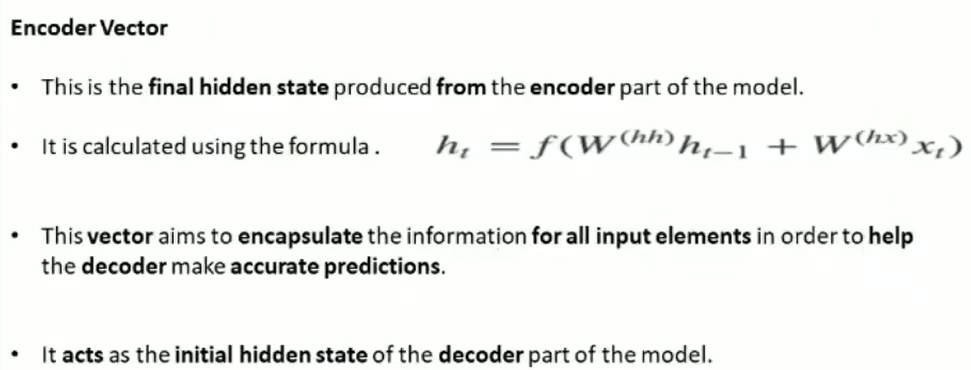 Encoder Vector
• This is the final hidden state produced from the encoder part of the model.
• It is calculated using the formula . h_t = f(W^(hh) h_{t-1} + W^(hx) x_t)
• This vector aims to encapsulate the information for all input elements in order to help
the decoder make accurate predictions.
• It acts as the initial hidden state of the decoder part of the model.